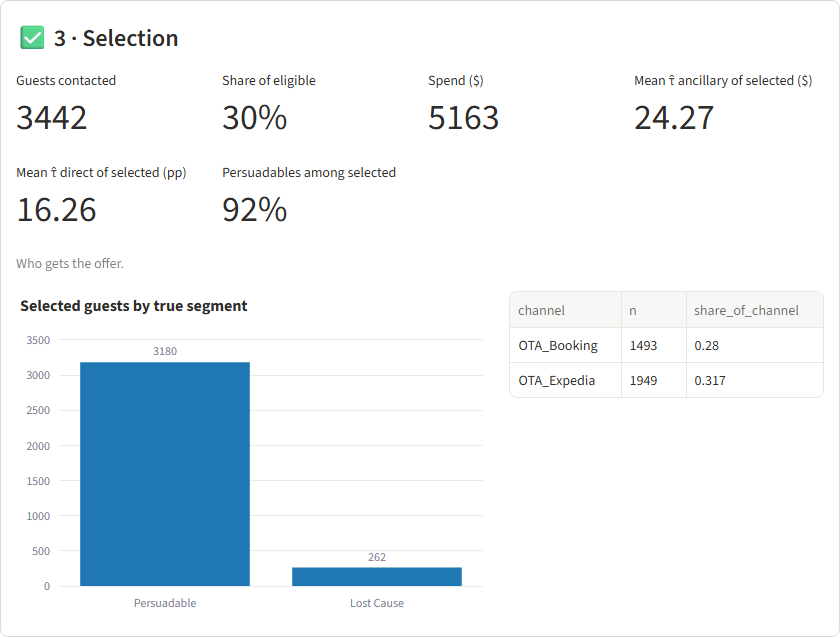 ✅ 3 · Selection
Guests contacted
Share of eligible
Spend ($)
Mean τ̂ ancillary of selected ($)
3442
30%
5163
24.27
Mean τ̂ direct of selected (pp)
Persuadables among selected
16.26
92%
Who gets the offer.
Selected guests by true segment
3500
3000
2500
2000
1500
1000
500
0
3180
262
Persuadable
Lost Cause
channel n share_of_channel
OTA_Booking 1493 0.28
OTA_Expedia 1949 0.317